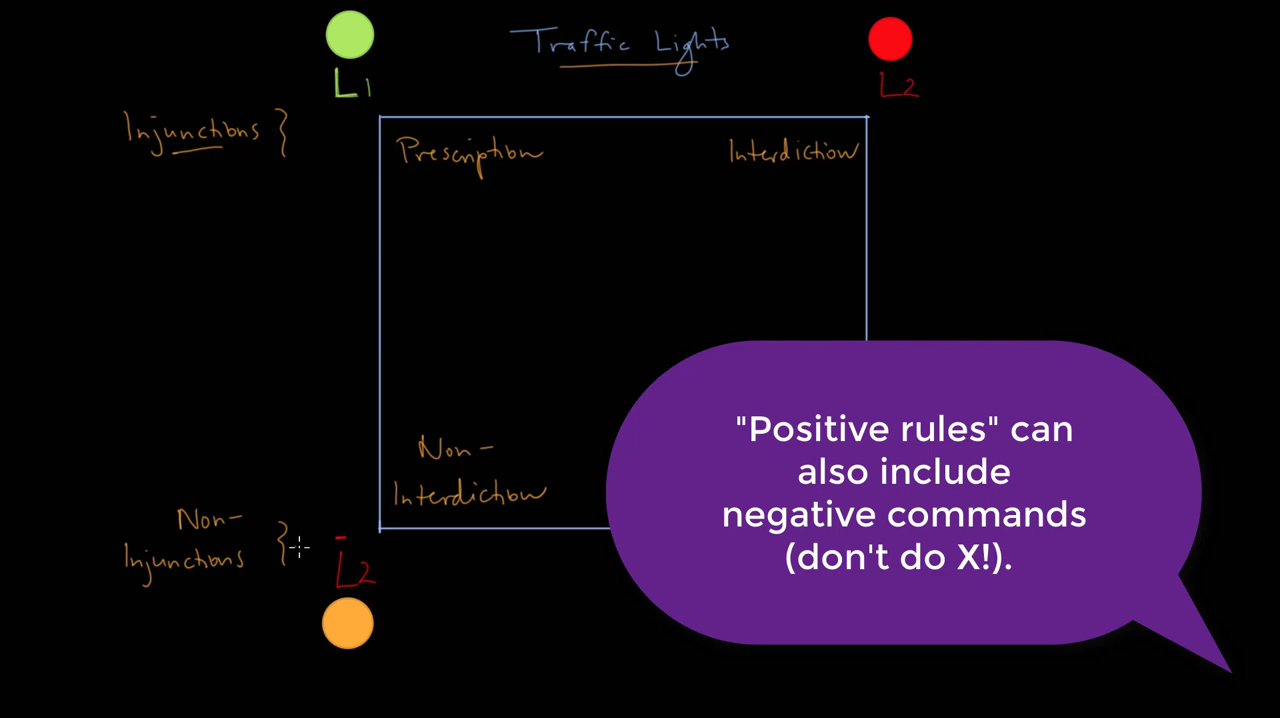 Traffic Lights
L1
L2
Injunctions
Prescription
Interdiction
Non-
Interdiction
Non-
Injunctions
L2
"Positive rules" can
also include
negative commands
(don't do X!).